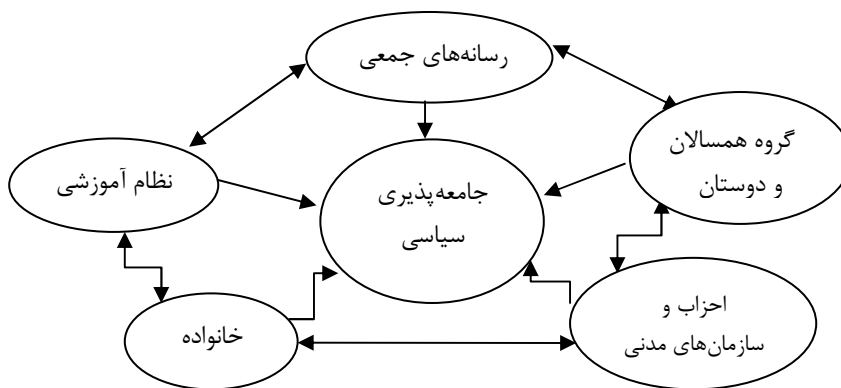 رسانه‌های جمعی
گروه همسالان
و دوستان
نظام آموزشی
جامعه‌پذیری
سیاسی
احزاب و
سازمان‌های مدنی
خانواده